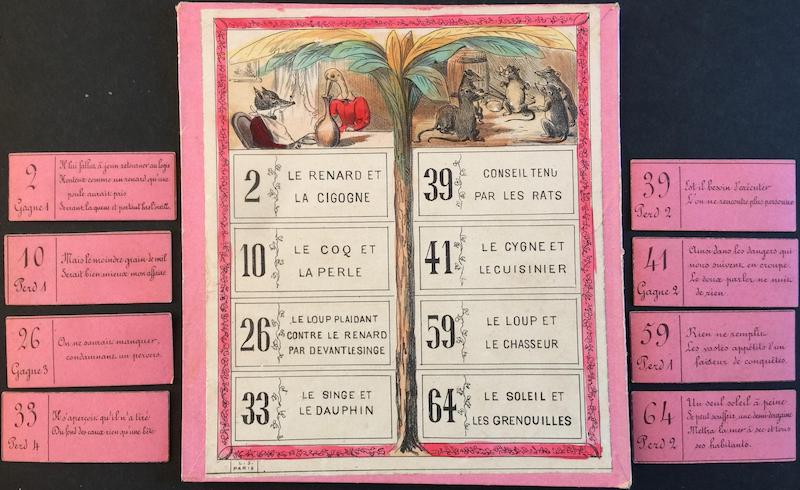 2
Gagne 1
Il lui fallut à jeun retourner au logis
Honteux comme un renard qu'une
poule aurait pris
Serrant la queue et portant bas l'oreille.
10
Perd 1
Mais le moindre grain de mil
Serait bien mieux mon affaire
26
Gagne 3
On ne saurait manquer,
condamnant un pervers.
33
Perd 4
Il s'aperçoit qu'il n'a tiré
Du fond des eaux rien qu'une bête
2
LE RENARD ET
LA CIGOGNE
10
LE COQ ET
LA PERLE
26
LE LOUP PLAIDANT
CONTRE LE RENARD
PAR DEVANT LE SINGE
33
LE SINGE ET
LE DAUPHIN
39
CONSEIL TENU
PAR LES RATS
41
LE CYGNE ET
LE CUISINIER
59
LE LOUP ET
LE CHASSEUR
64
LE SOLEIL ET
LES GRENOUILLES
PARIS
39
Perd 2
Est il besoin d'exécuter
L'on ne rencontre plus personne
41
Gagne 2
Ainsi dans les dangers qui
nous suivent en croupe
Le doux parler ne nuit
de rien
59
Perd 1
Rien ne remplit
Les vastes appétits d'un
faiseur de conquêtes.
64
Perd 2
Un seul soleil à peine
Se peut souffrir, une demi-douzaine
Mettra la mer à sec et tous
ses habitants.